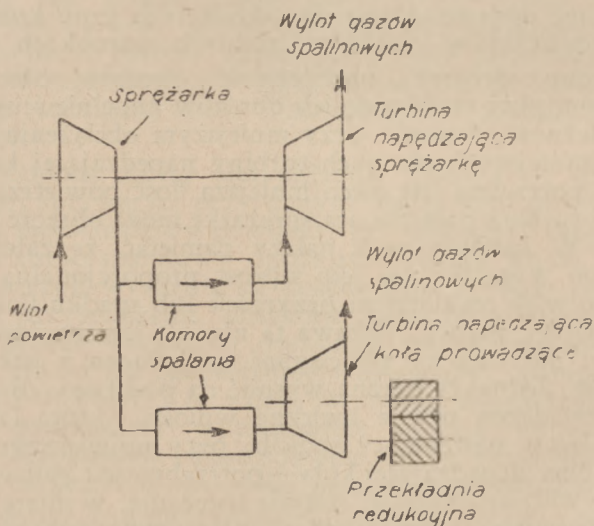 Wylot gazów
spalinowych
Sprężarka
Turbina
napędzająca
sprężarkę
Wylot gazów
spalinowych
Wlot
powietrza
Komory
spalania
Turbina napędzająca
koła prowadzące
Przekładnia
redukcyjna